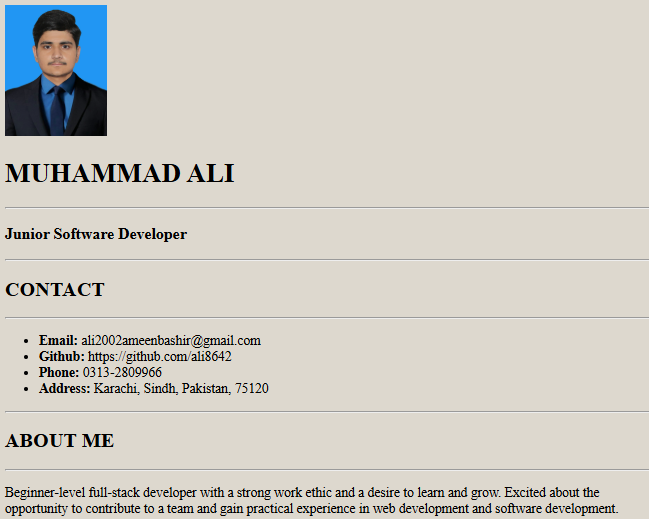 MUHAMMAD ALI
Junior Software Developer
CONTACT
Email: ali2002ameenbashir@gmail.com
Github: https://github.com/ali8642
Phone: 0313-2809966
Address: Karachi, Sindh, Pakistan, 75120
ABOUT ME
Beginner-level full-stack developer with a strong work ethic and a desire to learn and grow. Excited about the
opportunity to contribute to a team and gain practical experience in web development and software development.